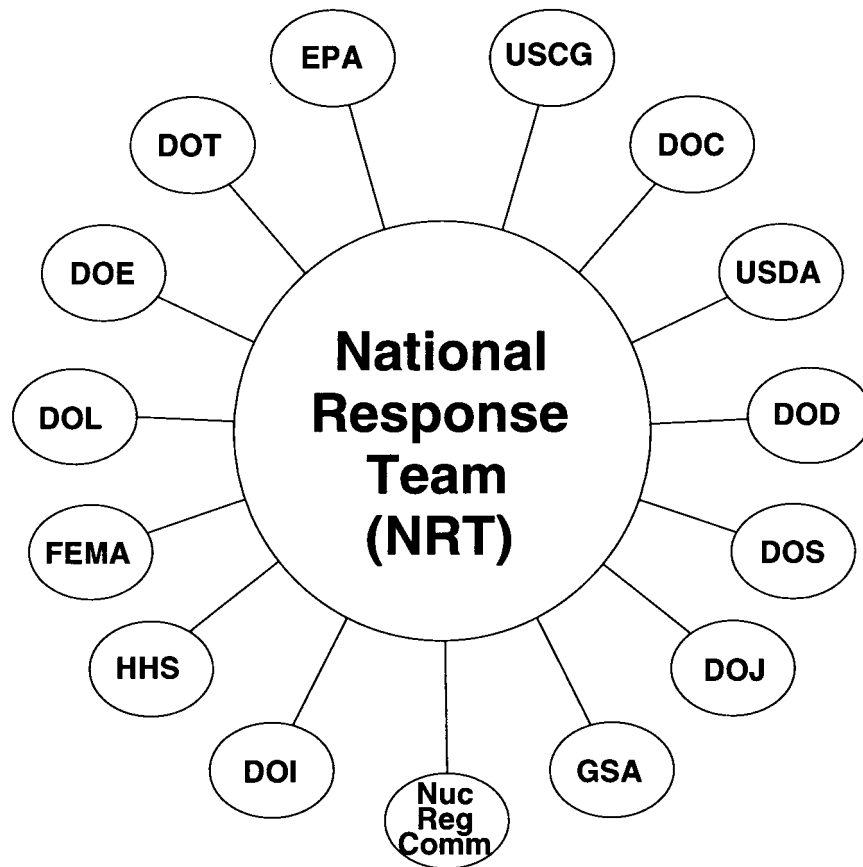 EPA
USCG
DOT
DOC
DOE
USDA
National
Response
Team
(NRT)
DOL
DOD
FEMA
DOS
HHS
DOJ
DOI
GSA
Nuc
Reg
Comm